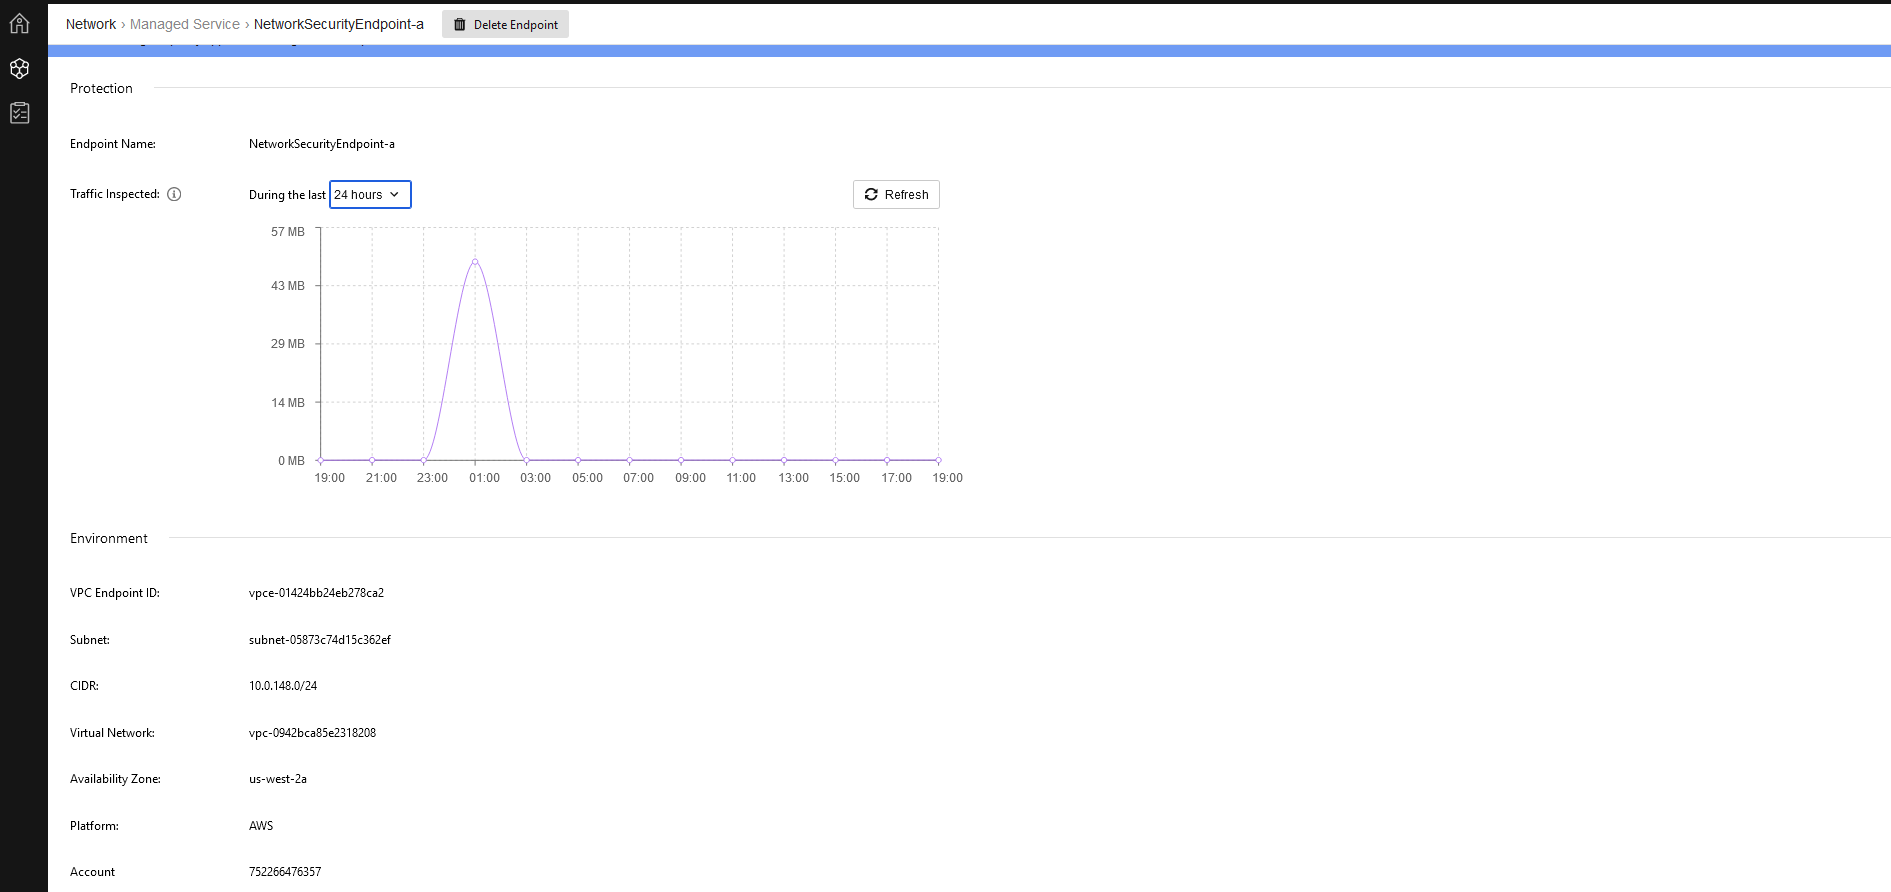 Network › Managed Service › NetworkSecurityEndpoint-a
Delete Endpoint
Protection
Endpoint Name: NetworkSecurityEndpoint-a
Traffic Inspected: During the last 24 hours
Refresh
57 MB
43 MB
29 MB
14 MB
0 MB
19:00 21:00 23:00 01:00 03:00 05:00 07:00 09:00 11:00 13:00 15:00 17:00 19:00
Environment
VPC Endpoint ID: vpce-01424bb24eb278ca2
Subnet: subnet-05873c74d15c362ef
CIDR: 10.0.148.0/24
Virtual Network: vpc-0942bca85e2318208
Availability Zone: us-west-2a
Platform: AWS
Account 752266476357